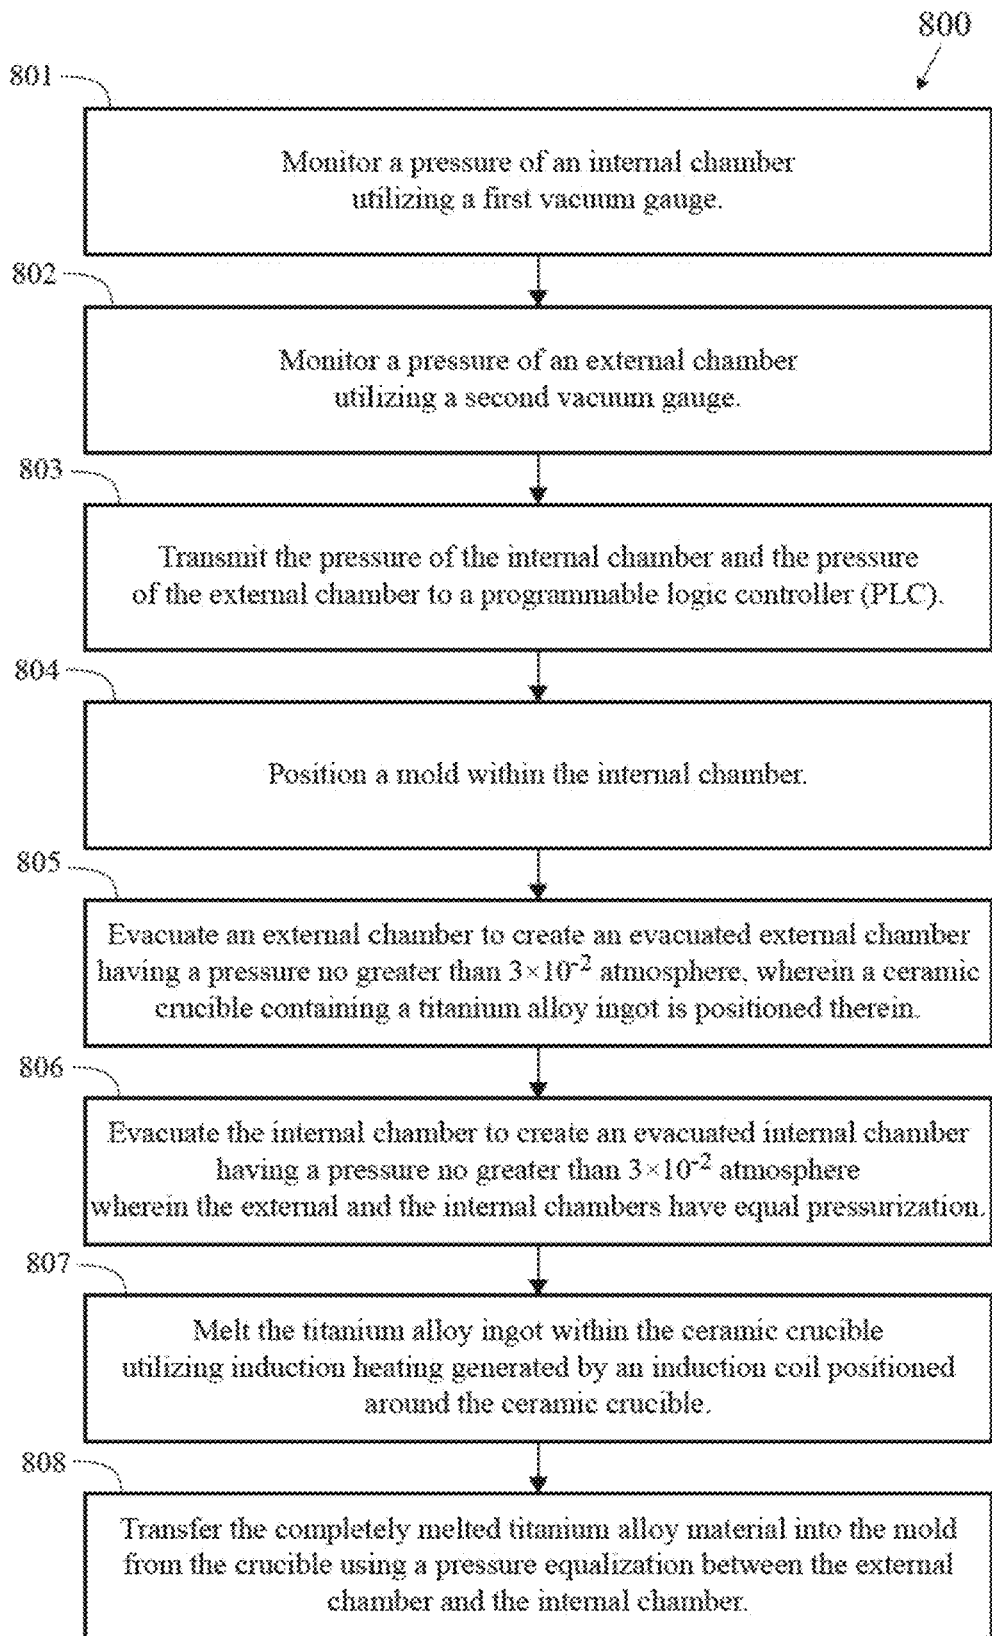 800
801
Monitor a pressure of an internal chamber
utilizing a first vacuum gauge.
802
Monitor a pressure of an external chamber
utilizing a second vacuum gauge.
803
Transmit the pressure of the internal chamber and the pressure
of the external chamber to a programmable logic controller (PLC).
804
Position a mold within the internal chamber.
805
Evacuate an external chamber to create an evacuated external chamber
having a pressure no greater than 3×10⁻² atmosphere, wherein a ceramic
crucible containing a titanium alloy ingot is positioned therein.
806
Evacuate the internal chamber to create an evacuated internal chamber
having a pressure no greater than 3×10⁻² atmosphere
wherein the external and the internal chambers have equal pressurization.
807
Melt the titanium alloy ingot within the ceramic crucible
utilizing induction heating generated by an induction coil positioned
around the ceramic crucible.
808
Transfer the completely melted titanium alloy material into the mold
from the crucible using a pressure equalization between the external
chamber and the internal chamber.